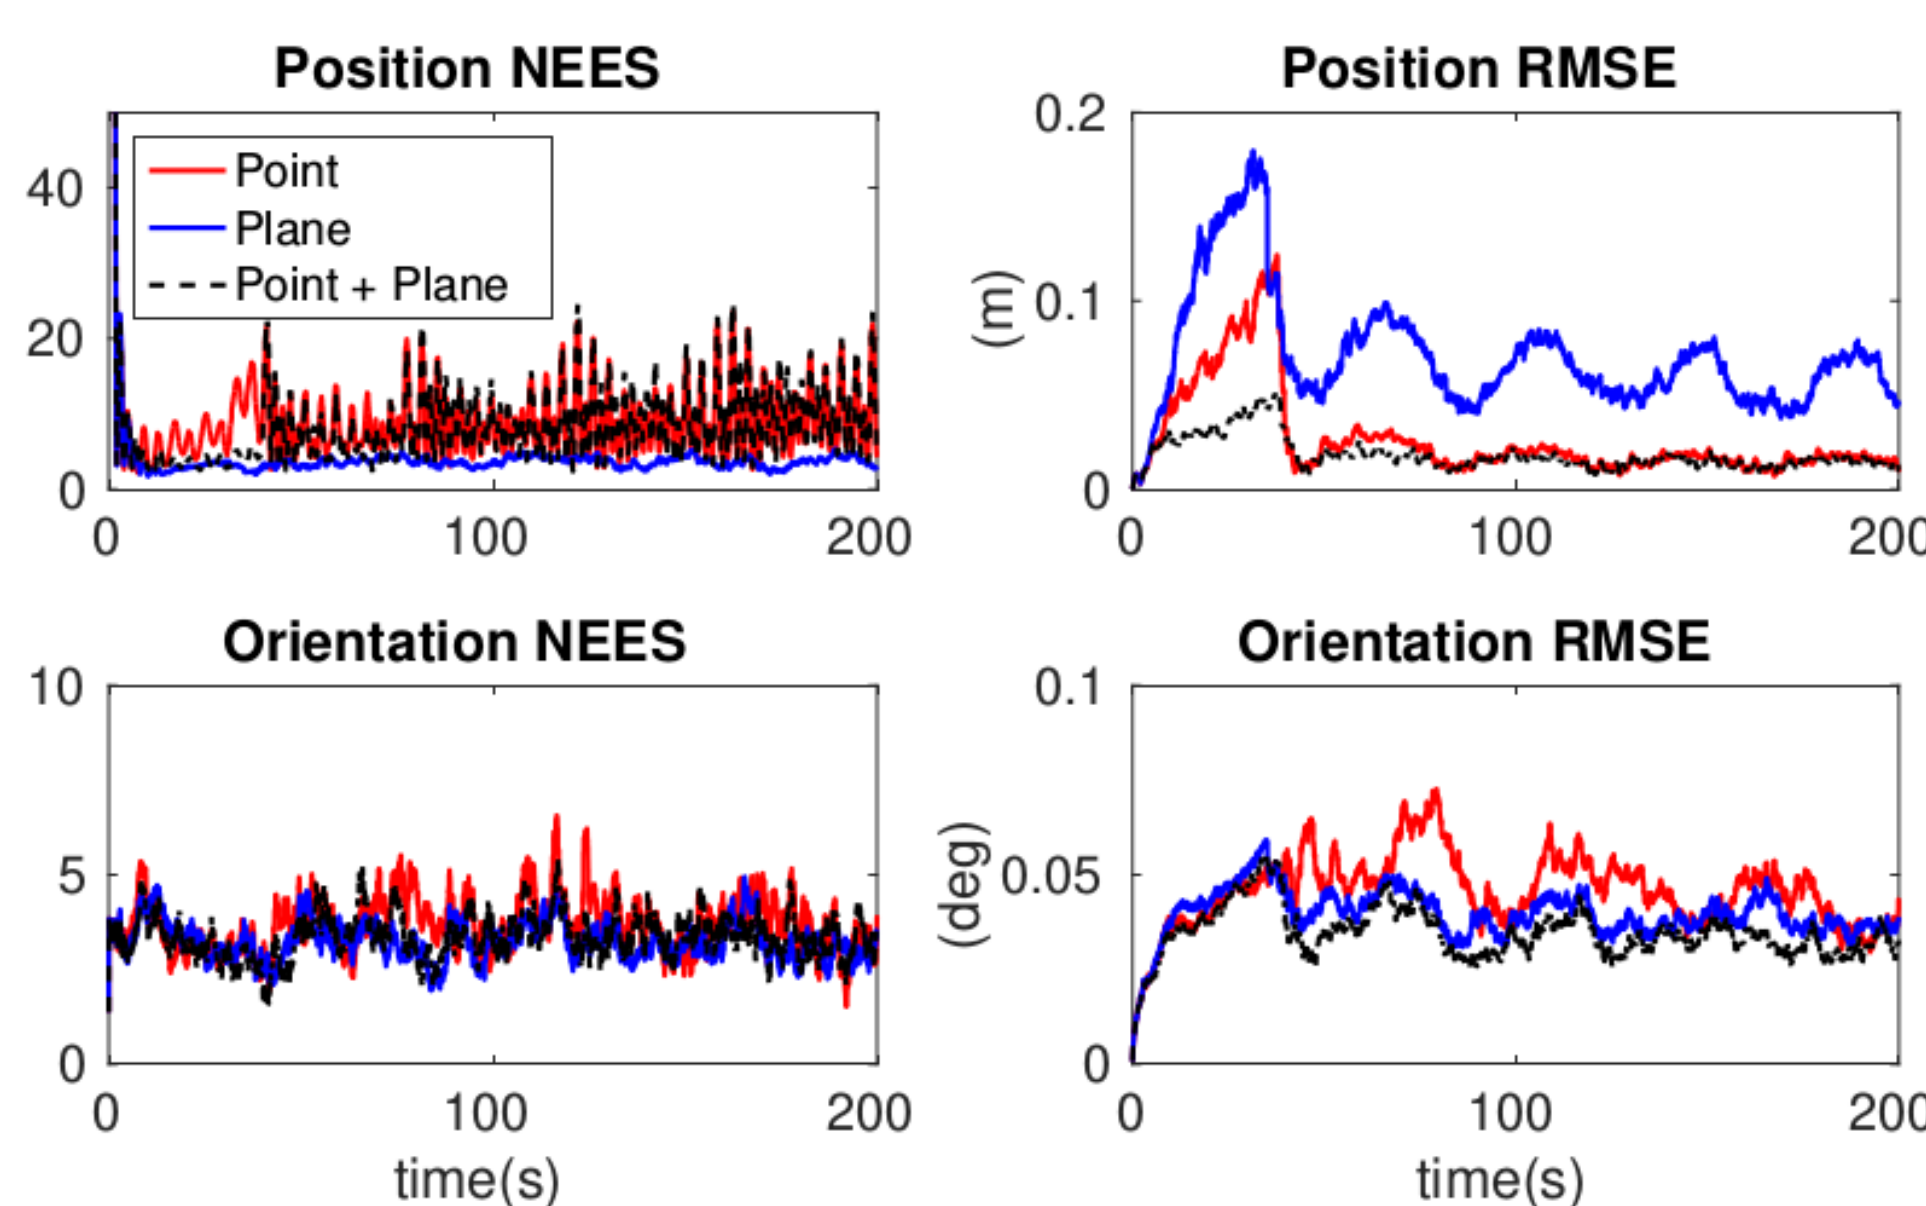 Position NEES
40
20
0
0 100 200
Point
Plane
Point + Plane
Position RMSE
(m)
0.2
0.1
0
0 100 200
Orientation NEES
10
5
0
0 100 200
time(s)
Orientation RMSE
(deg)
0.1
0.05
0
0 100 200
time(s)